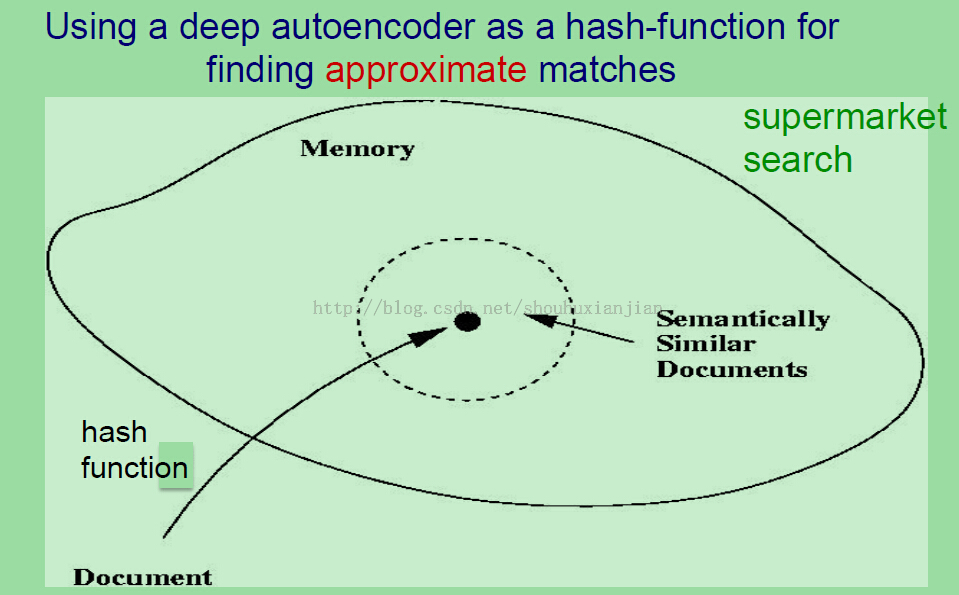 Using a deep autoencoder as a hash-function for
finding approximate matches
supermarket
search
Memory
http://blog.csdn.net/shouhuxianjian
Semantically
Similar
Documents
hash
function
Document